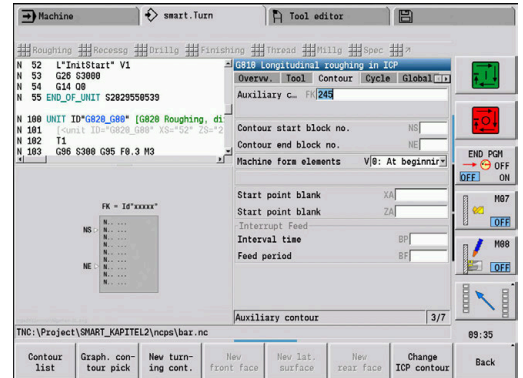 Machine
smart.Turn
Tool editor
Roughing
Recessg
Drillg
Finishing
Thread
Millg
Spec
N 52 L"InitStart" V1
N 53 G26 S3000
N 54 G14 Q0
N 55 END_OF_UNIT S2029550539
N 100 UNIT ID"G820_G80" [G820 Roughing, di
N 101 [<unit ID="G820_G80" XS="52" ZS="2
N 102 T1
N 103 G96 S300 G95 F0.3 M3
FK = Id"xxxxx"
NS
N.. ...
N.. ...
N.. ...
N.. ...
NE
N.. ...
N.. ...
N.. ...
G810 Longitudinal roughing in ICP
Overvw.
Tool
Contour
Cycle
Global
Auxiliary c… FK 245
Contour start block no. NS
Contour end block no. NE
Machine form elements V 0: At beginnir
Start point blank XA
Start point blank ZA
Interrupt Feed
Interval time BP
Feed period BF
Auxiliary contour 3/7
TNC:\Project\SMART_KAPITEL2\ncps\bar.nc
END PGM
OFF
OFF ON
M07
OFF
M08
OFF
09:35
Contour list
Graph. contour pick
New turning cont.
New front face
New lat. surface
New rear face
Change ICP contour
Back